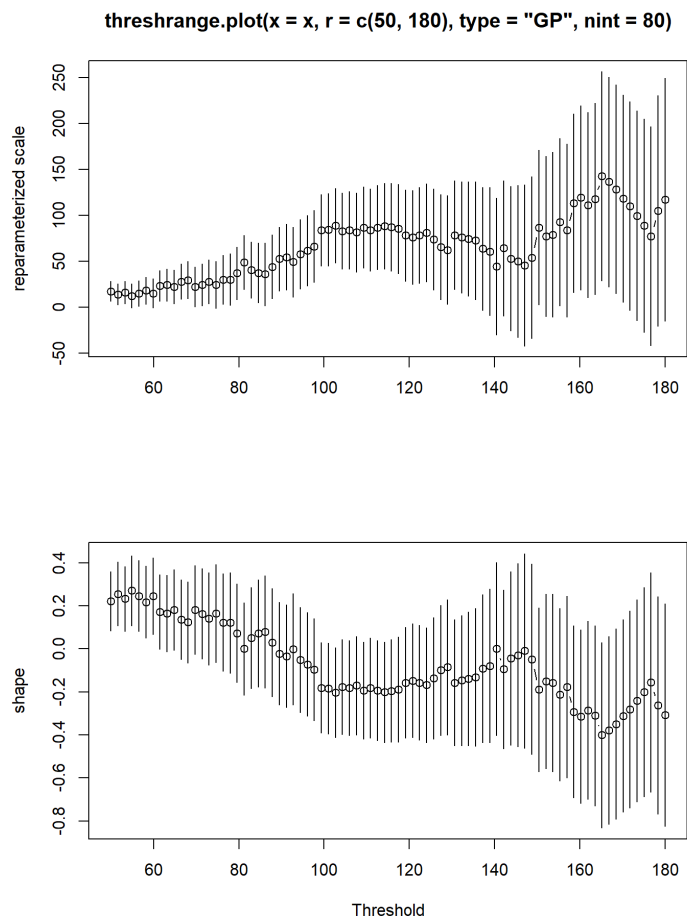 threshrange.plot(x = x, r = c(50, 180), type = "GP", nint = 80)
reparameterized scale
250
200
150
100
50
0
-50
60 80 100 120 140 160 180
shape
0.4
0.2
0.0
-0.2
-0.4
-0.6
-0.8
60 80 100 120 140 160 180
Threshold